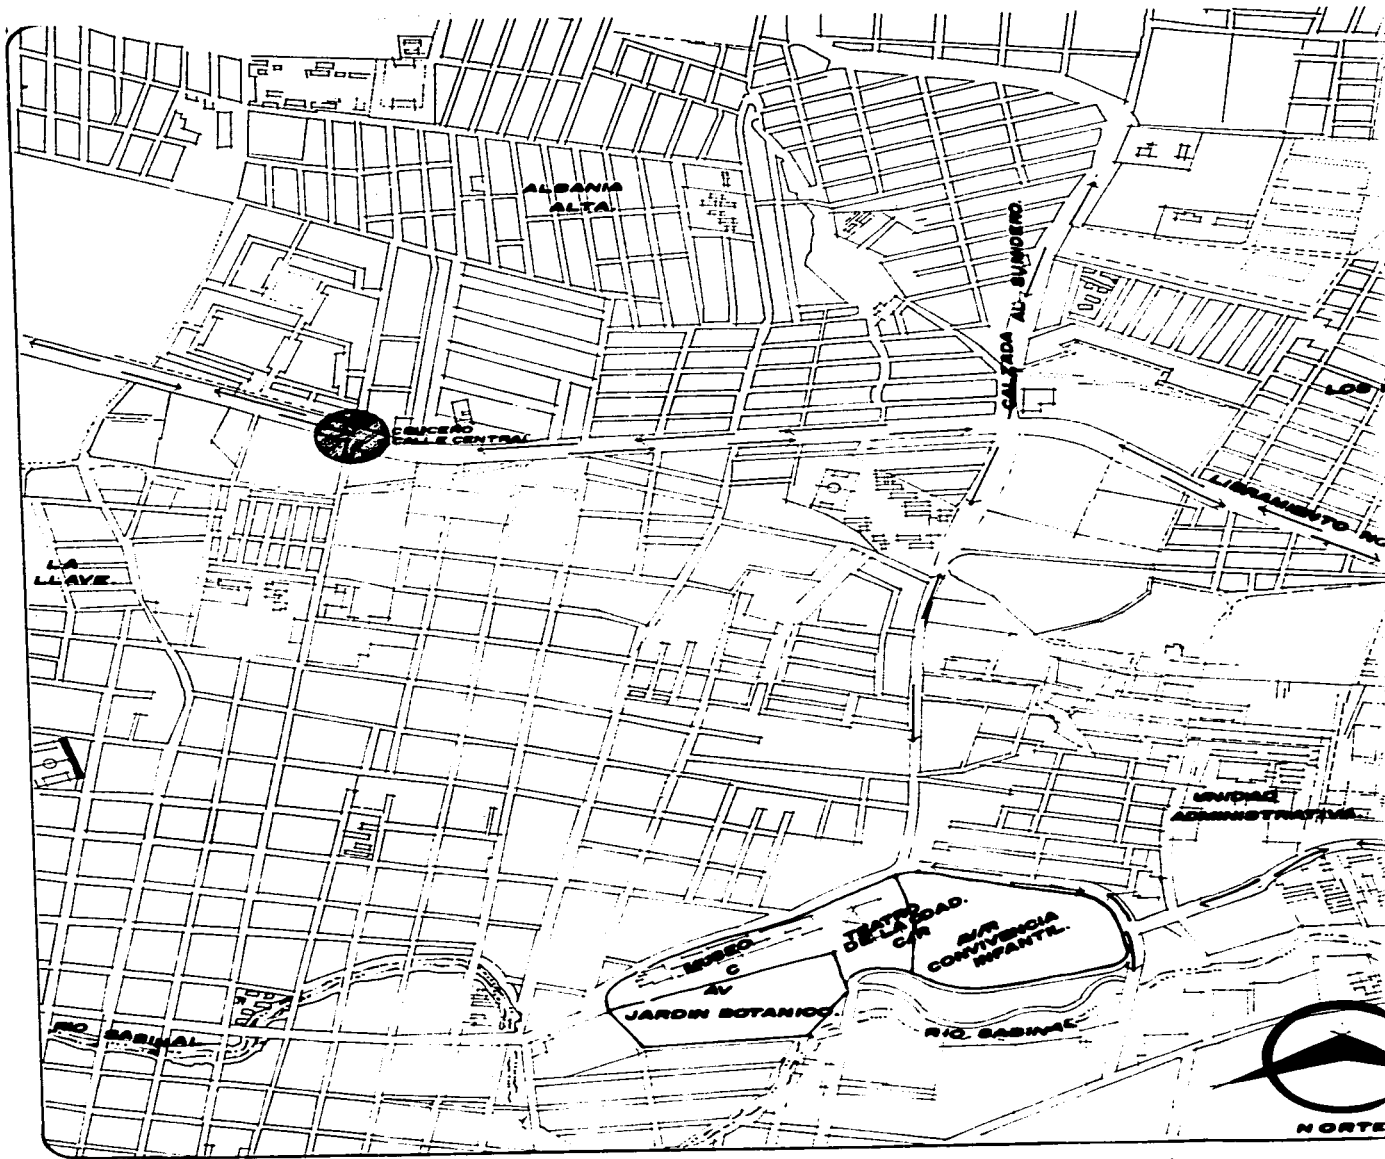 ALBANIA
ALTA.
CALZADA AL SUMIDERO.
LOS
CRUCERO
CALLE CENTRAL
LIBRAMIENTO NO
LA
LLAVE.
UNIDAD
ADMINISTRATIVA.
TEATRO
DE LA CDAD.
C/R
A/R
CONVIVENCIA
INFANTIL.
MUSEO
C
AV
JARDIN BOTANICO.
RIO SABINAL
RIO SABINAL
NORTE